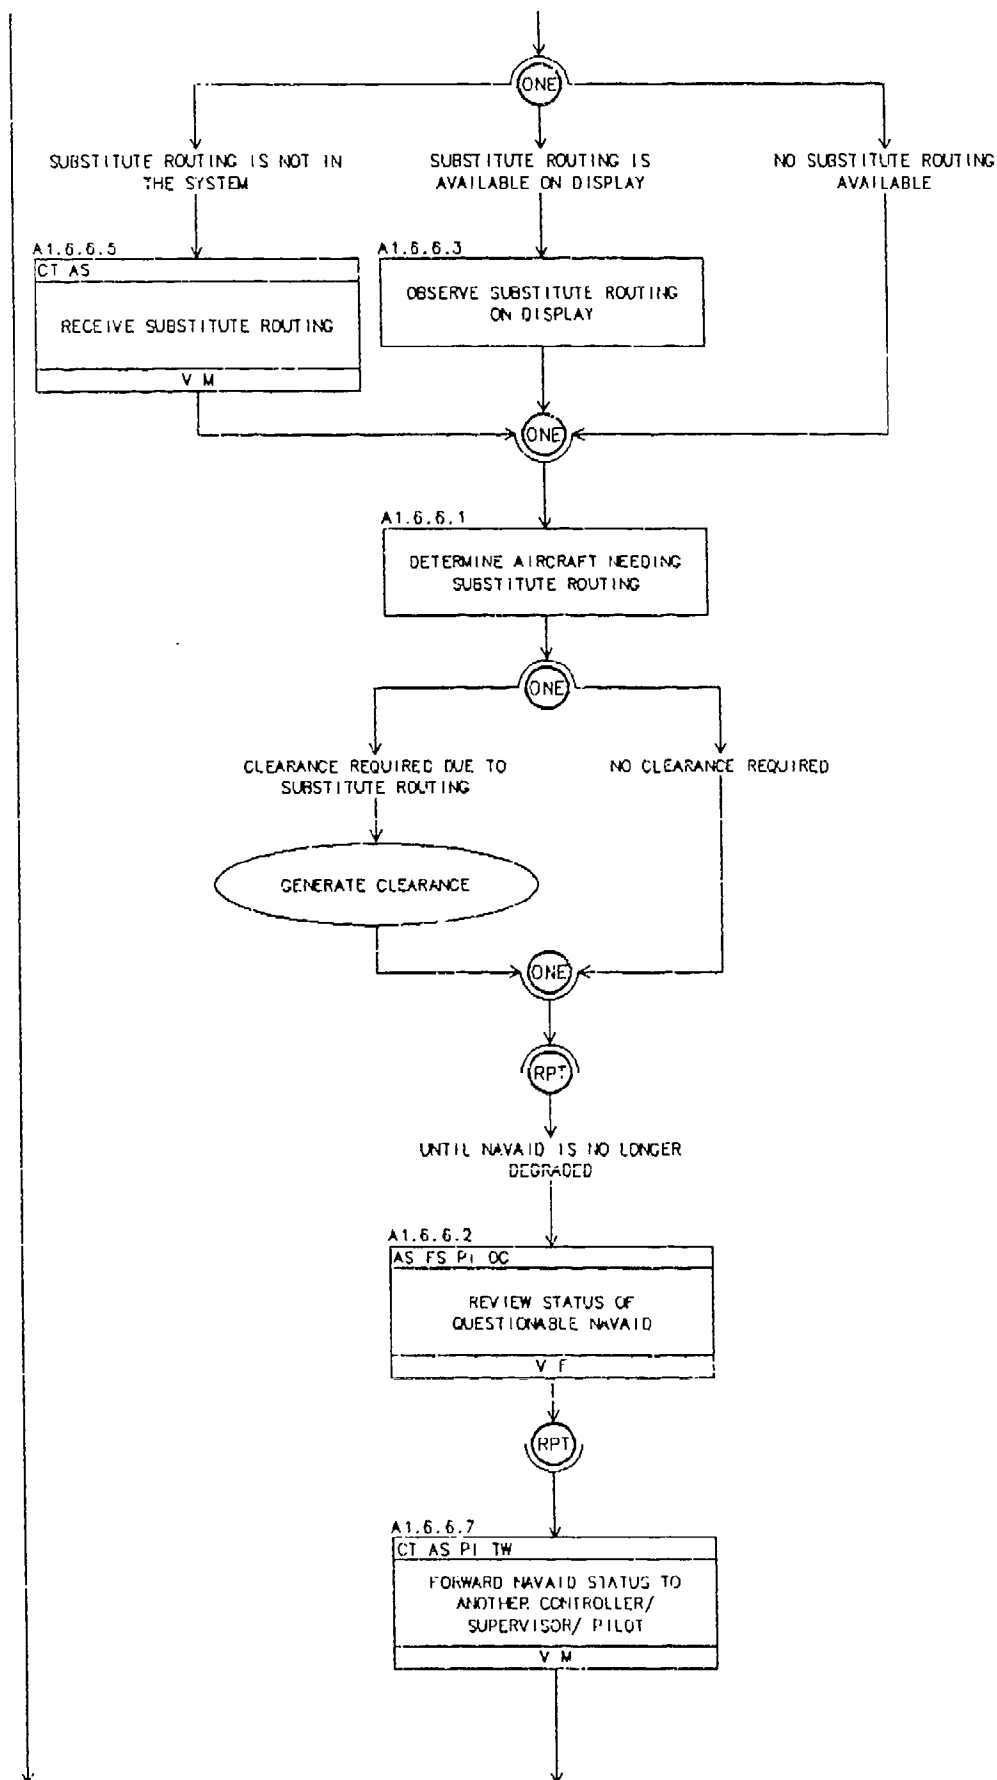 ONE
SUBSTITUTE ROUTING IS NOT IN
THE SYSTEM
SUBSTITUTE ROUTING IS
AVAILABLE ON DISPLAY
NO SUBSTITUTE ROUTING
AVAILABLE
A1.6.6.5
CT AS
RECEIVE SUBSTITUTE ROUTING
V M
A1.6.6.3
OBSERVE SUBSTITUTE ROUTING
ON DISPLAY
ONE
A1.6.6.1
DETERMINE AIRCRAFT NEEDING
SUBSTITUTE ROUTING
ONE
CLEARANCE REQUIRED DUE TO
SUBSTITUTE ROUTING
NO CLEARANCE REQUIRED
GENERATE CLEARANCE
ONE
RPT
UNTIL NAVAID IS NO LONGER
DEGRADED
A1.6.6.2
AS FS PI OC
REVIEW STATUS OF
QUESTIONABLE NAVAID
V F
RPT
A1.6.6.7
CT AS PI TW
FORWARD NAVAID STATUS TO
ANOTHER CONTROLLER/
SUPERVISOR/ PILOT
V M